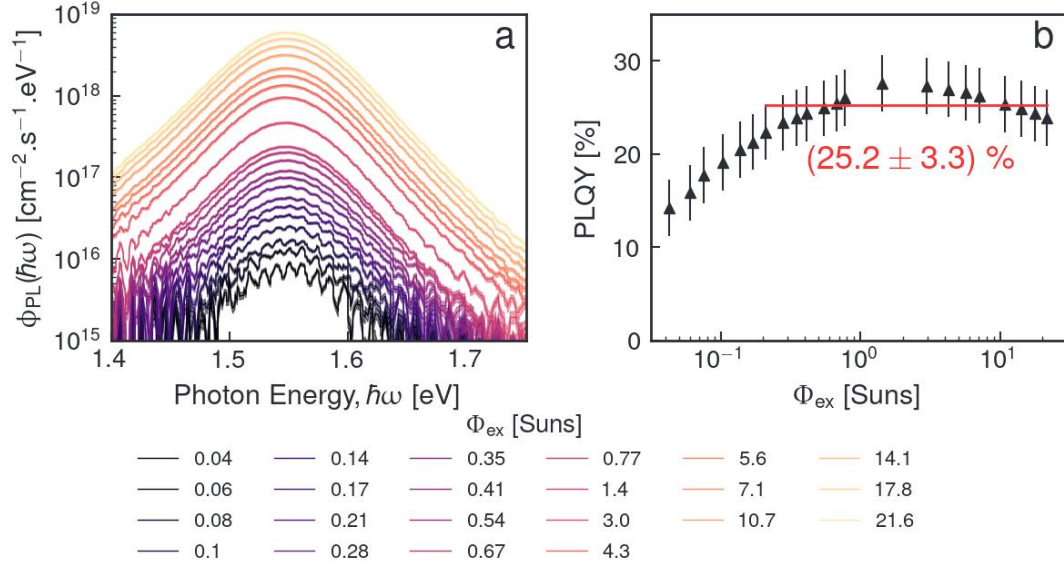 a
10^19
10^18
10^17
10^16
10^15
Φ_PL(ℏω) [cm^−2.s^−1.eV^−1]
1.4 1.5 1.6 1.7
Photon Energy, ℏω [eV]
b
30
20
10
0
PLQY [%]
(25.2 ± 3.3) %
10^−1 10^0 10^1
Φ_ex [Suns]
Φ_ex [Suns]
0.04 0.14 0.35 0.77 5.6 14.1
0.06 0.17 0.41 1.4 7.1 17.8
0.08 0.21 0.54 3.0 10.7 21.6
0.1 0.28 0.67 4.3